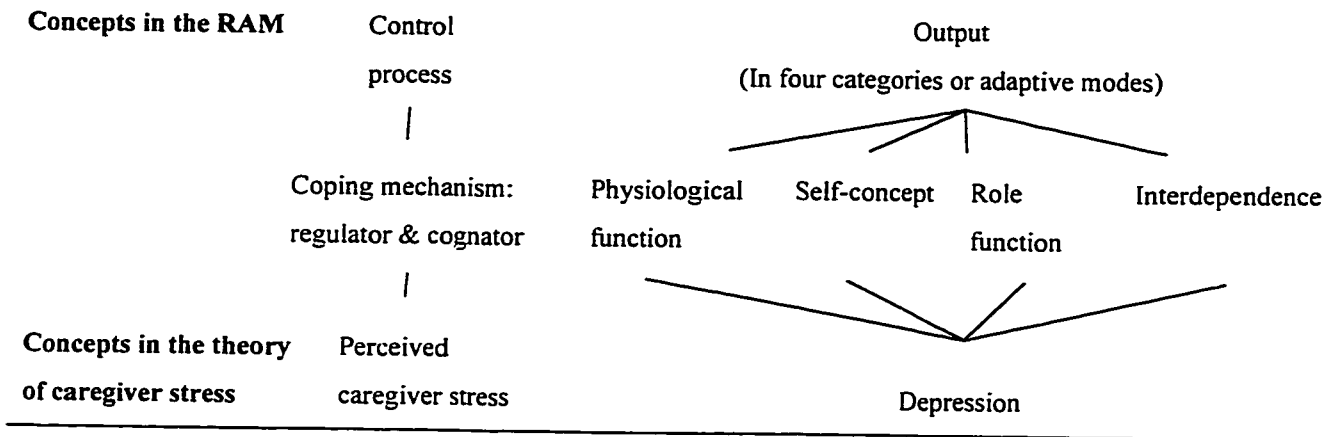 Concepts in the RAM Control Output
process (In four categories or adaptive modes)
Coping mechanism: Physiological Self-concept Role Interdependence
regulator & cognator function function
Concepts in the theory Perceived
of caregiver stress caregiver stress Depression